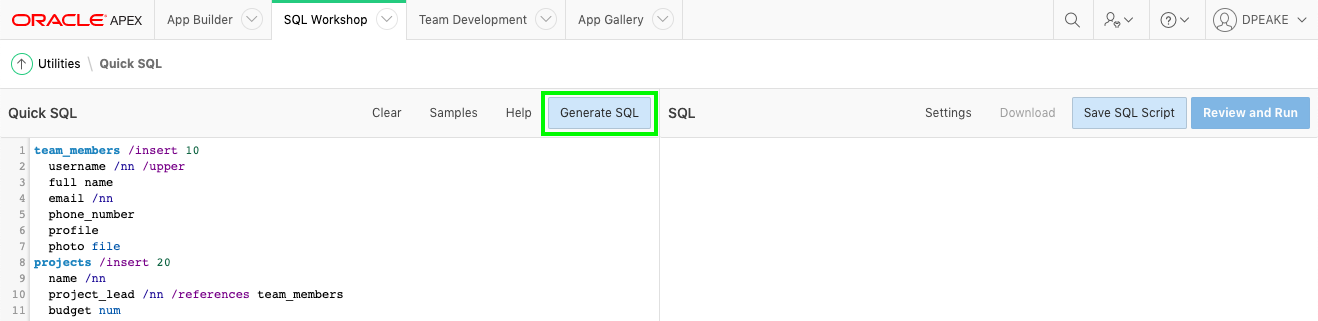 ORACLE APEX App Builder SQL Workshop Team Development App Gallery DPEAKE
Utilities \ Quick SQL
Quick SQL Clear Samples Help Generate SQL SQL Settings Download Save SQL Script Review and Run
1 team_members /insert 10
2 username /nn /upper
3 full name
4 email /nn
5 phone_number
6 profile
7 photo file
8 projects /insert 20
9 name /nn
10 project_lead /nn /references team_members
11 budget num